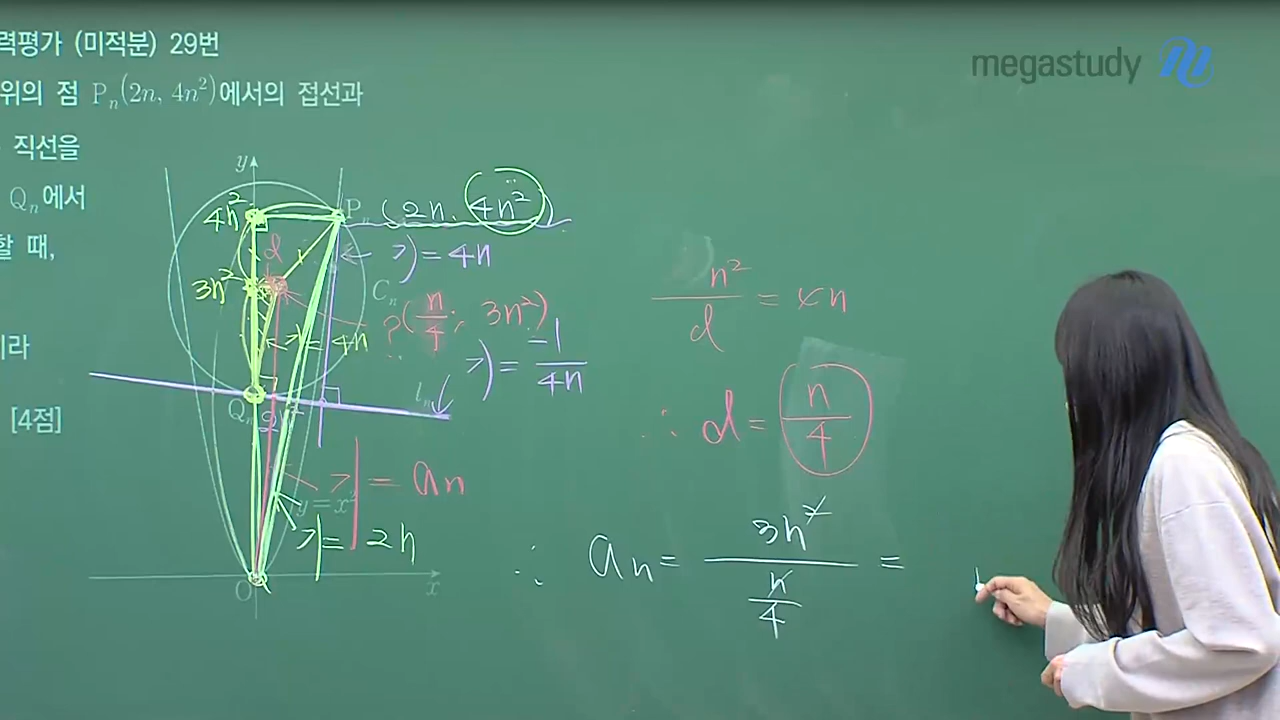 력평가 (미적분) 29번
megastudy
위의 점 Pₙ(2n, 4n²)에서의 접선과
직선을
Qₙ에서
할 때,
이라
[4점]
y
4n²
Pₙ (2n, 4n²)
d
기 = 4n
3n²
Cₙ
P(n/4, 3n²)
기 = 4n
기 = -1/4n
lₙ
Qₙ
기 = aₙ
y = x²
기 = 2n
O
x
n²/d = 4n
∴ d = n/4
∴ aₙ = 3n²/(n/4) =